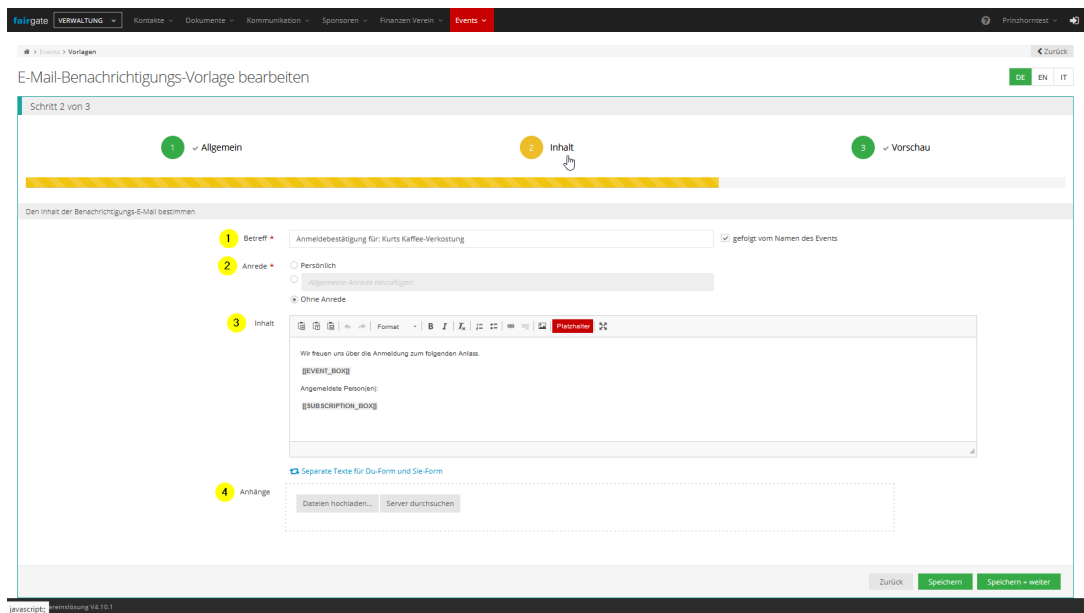 fairgate VERWALTUNG Kontakte Dokumente Kommunikation Sponsoren Finanzen Verein Events Prinzhorntest
> Events > Vorlagen Zurück
E-Mail-Benachrichtigungs-Vorlage bearbeiten DE EN IT
Schritt 2 von 3
1 Allgemein 2 Inhalt 3 Vorschau
Den Inhalt der Benachrichtigungs-E-Mail bestimmen
1 Betreff * Anmeldebestätigung für: Kurts Kaffee-Verkostung gefolgt vom Namen des Events
2 Anrede * Persönlich
Allgemeine Anrede hinzufügen
Ohne Anrede
3 Inhalt Format B I Tx Platzhalter
Wir freuen uns über die Anmeldung zum folgenden Anlass.
[[EVENT_BOX]]
Angemeldete Person(en):
[[SUBSCRIPTION_BOX]]
Separate Texte für Du-Form und Sie-Form
4 Anhänge Dateien hochladen... Server durchsuchen
Zurück Speichern Speichern + weiter
javascript:; ereinslösung V4.10.1